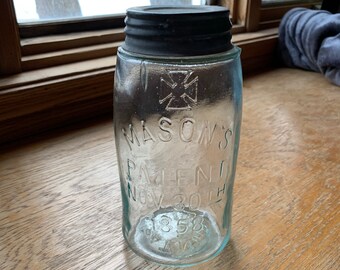 MASON'S
PATENT
NOV. 30TH
1858